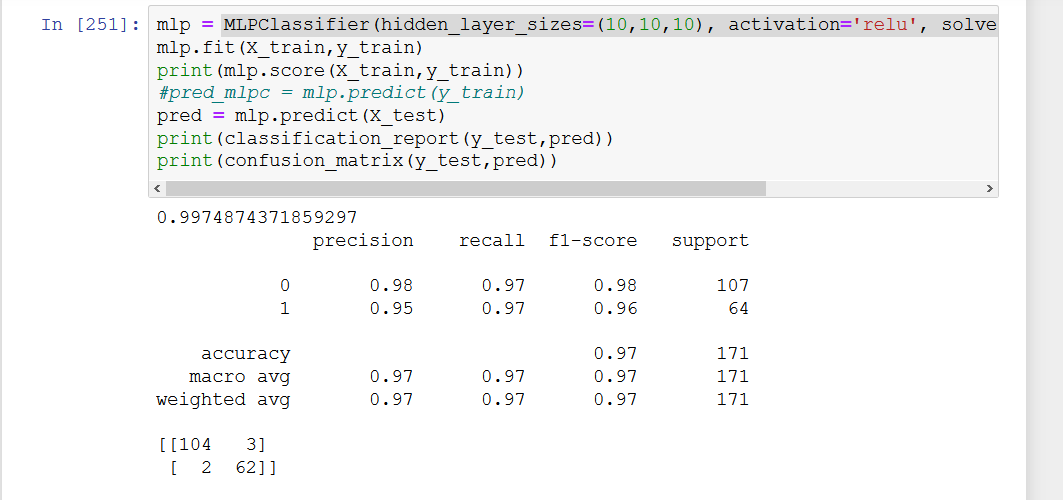 In [251]: mlp = MLPClassifier(hidden_layer_sizes=(10,10,10), activation='relu', solve
mlp.fit(X_train,y_train)
print(mlp.score(X_train,y_train))
#pred_mlpc = mlp.predict(y_train)
pred = mlp.predict(X_test)
print(classification_report(y_test,pred))
print(confusion_matrix(y_test,pred))
0.9974874371859297
precision recall f1-score support
0 0.98 0.97 0.98 107
1 0.95 0.97 0.96 64
accuracy 0.97 171
macro avg 0.97 0.97 0.97 171
weighted avg 0.97 0.97 0.97 171
[[104 3]
[ 2 62]]